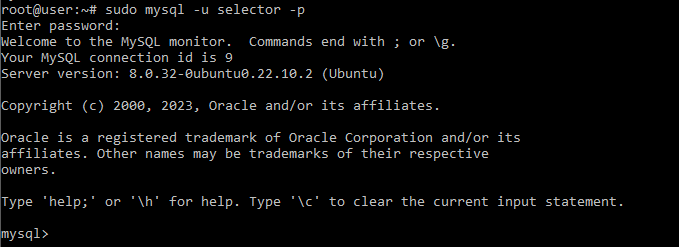 root@user:~# sudo mysql -u selector -p
Enter password:
Welcome to the MySQL monitor.  Commands end with ; or \g.
Your MySQL connection id is 9
Server version: 8.0.32-0ubuntu0.22.10.2 (Ubuntu)
Copyright (c) 2000, 2023, Oracle and/or its affiliates.
Oracle is a registered trademark of Oracle Corporation and/or its
affiliates. Other names may be trademarks of their respective
owners.
Type 'help;' or '\h' for help. Type '\c' to clear the current input statement.
mysql>